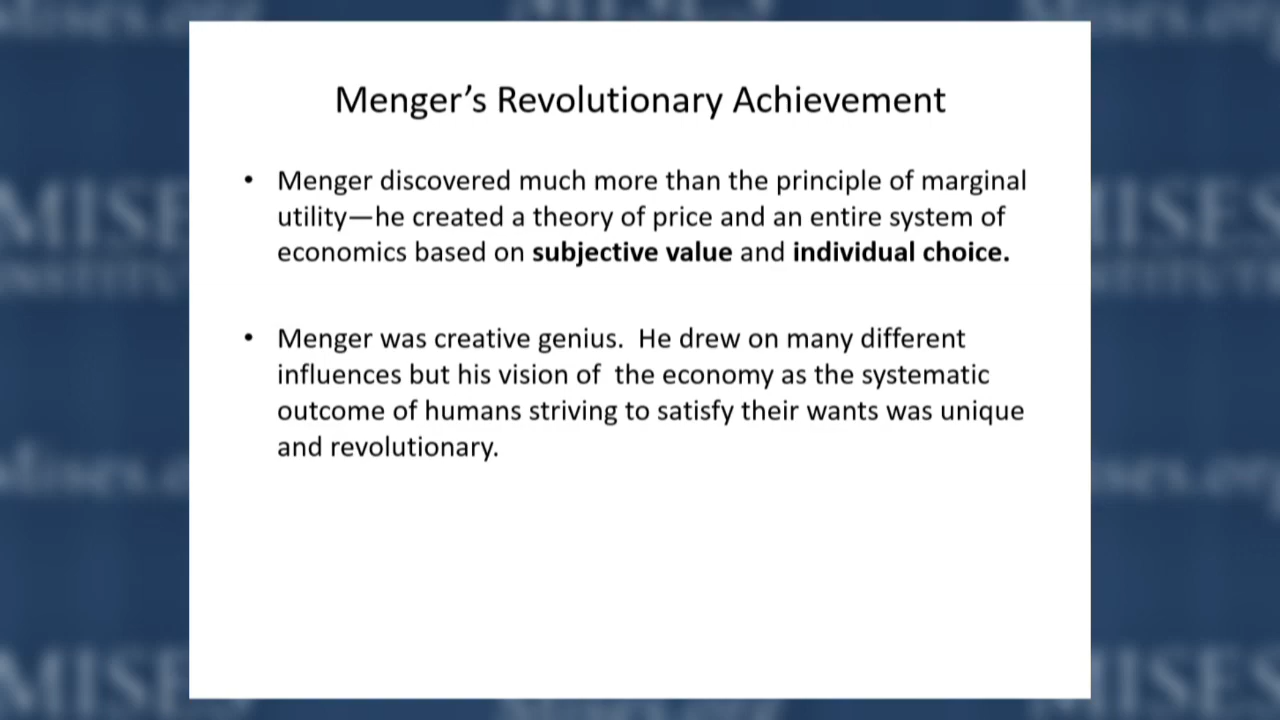 Menger’s Revolutionary Achievement
• Menger discovered much more than the principle of marginal
utility—he created a theory of price and an entire system of
economics based on subjective value and individual choice.
• Menger was creative genius.  He drew on many different
influences but his vision of  the economy as the systematic
outcome of humans striving to satisfy their wants was unique
and revolutionary.
MISES
MISES